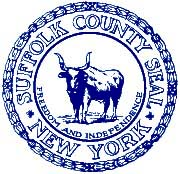 SUFFOLK COUNTY SEAL
NEW YORK
FREEDOM AND INDEPENDENCE